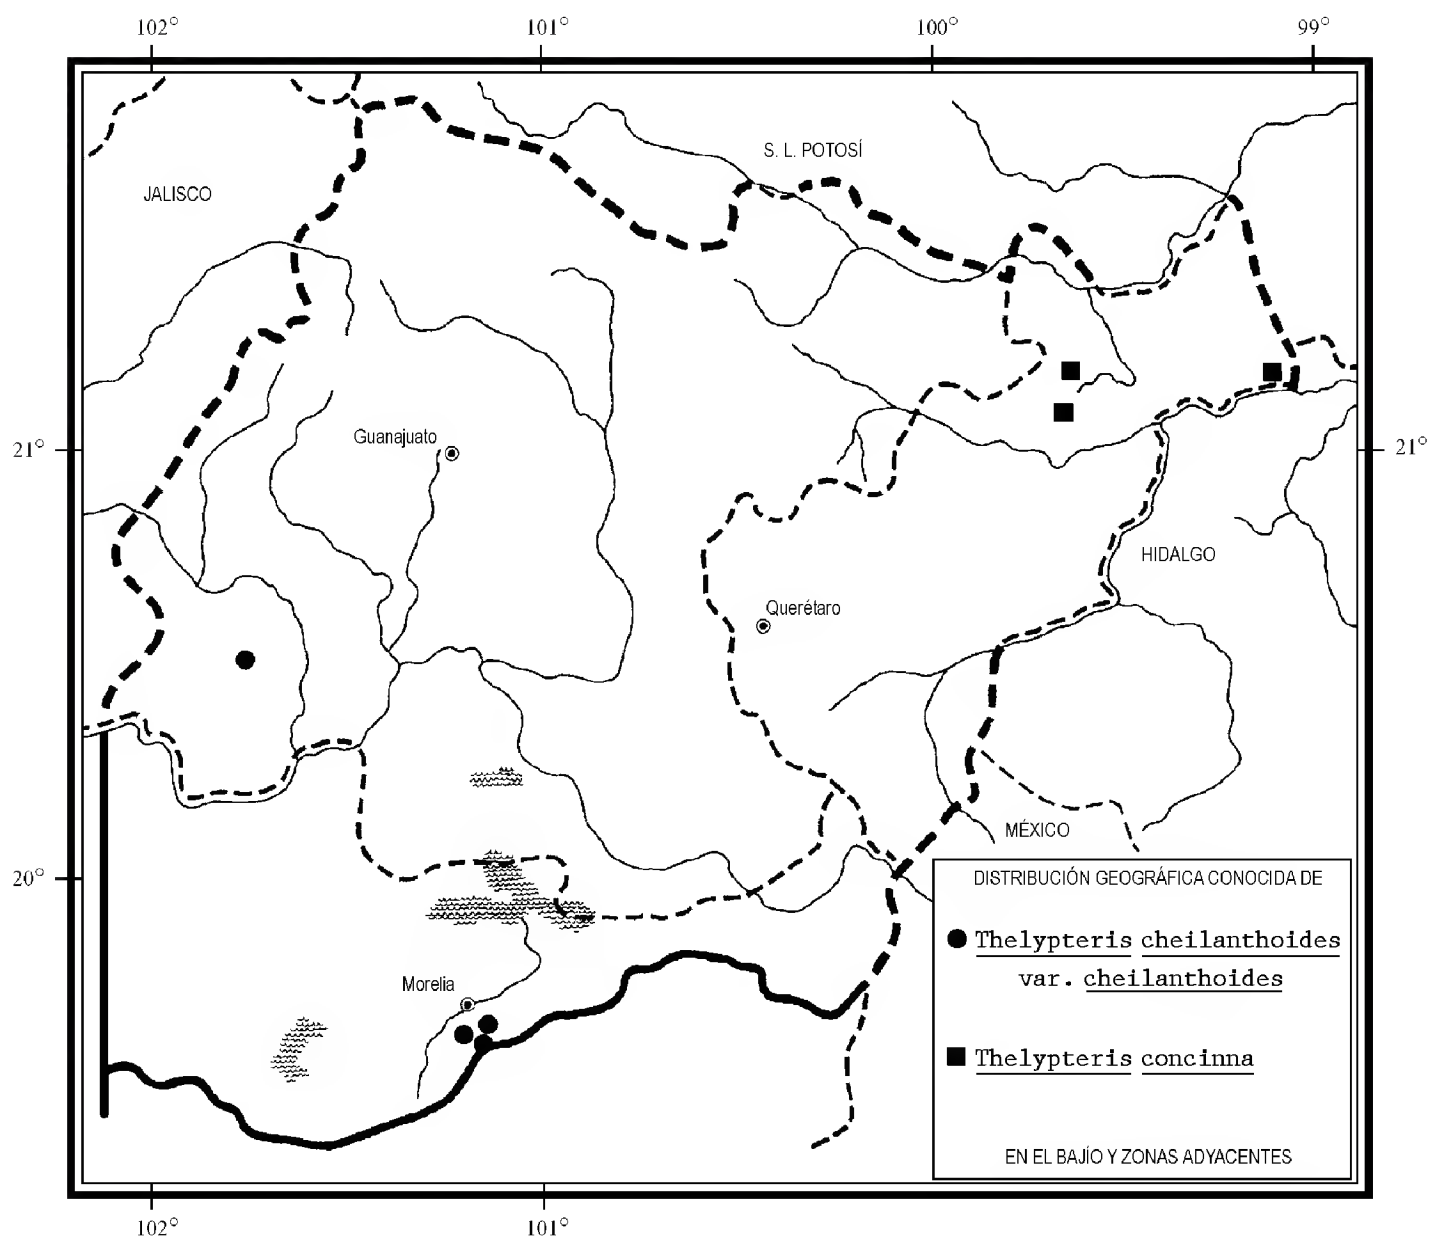 102°
101°
100°
99°
S. L. POTOSÍ
JALISCO
Guanajuato
21°
21°
HIDALGO
Querétaro
MÉXICO
20°
DISTRIBUCIÓN GEOGRÁFICA CONOCIDA DE
Thelypteris cheilanthoides
var. cheilanthoides
Morelia
Thelypteris concinna
EN EL BAJÍO Y ZONAS ADYACENTES
102°
101°